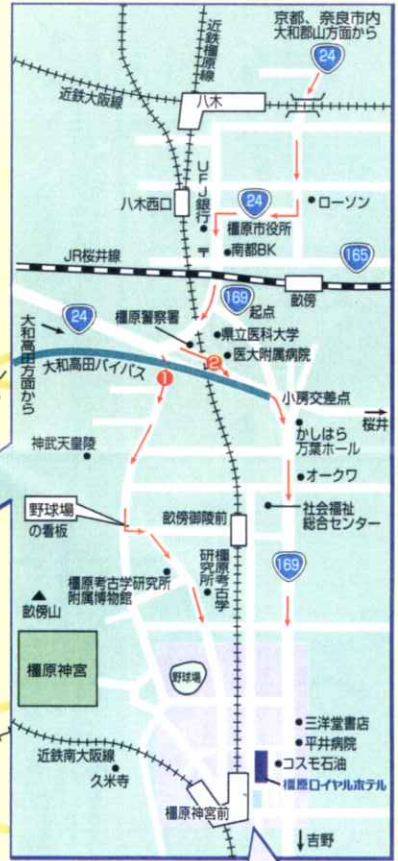 京都、奈良市内
大和郡山方面から
24
近鉄橿原線
近鉄大阪線
八木
UFJ銀行
八木西口
24
ローソン
橿原市役所
〒
南都BK
165
JR桜井線
畝傍
169
起点
24
橿原警察署
県立医科大学
医大附属病院
大和高田方面から
大和高田バイパス
1
2
小房交差点
桜井
かしはら
万葉ホール
神武天皇陵
オークワ
野球場
の看板
畝傍御陵前
社会福祉
総合センター
169
橿原考古学研究所
附属博物館
橿原考古学
研究所
畝傍山
橿原神宮
野球場
三洋堂書店
平井病院
近鉄南大阪線
コスモ石油
久米寺
橿原ロイヤルホテル
橿原神宮前
吉野